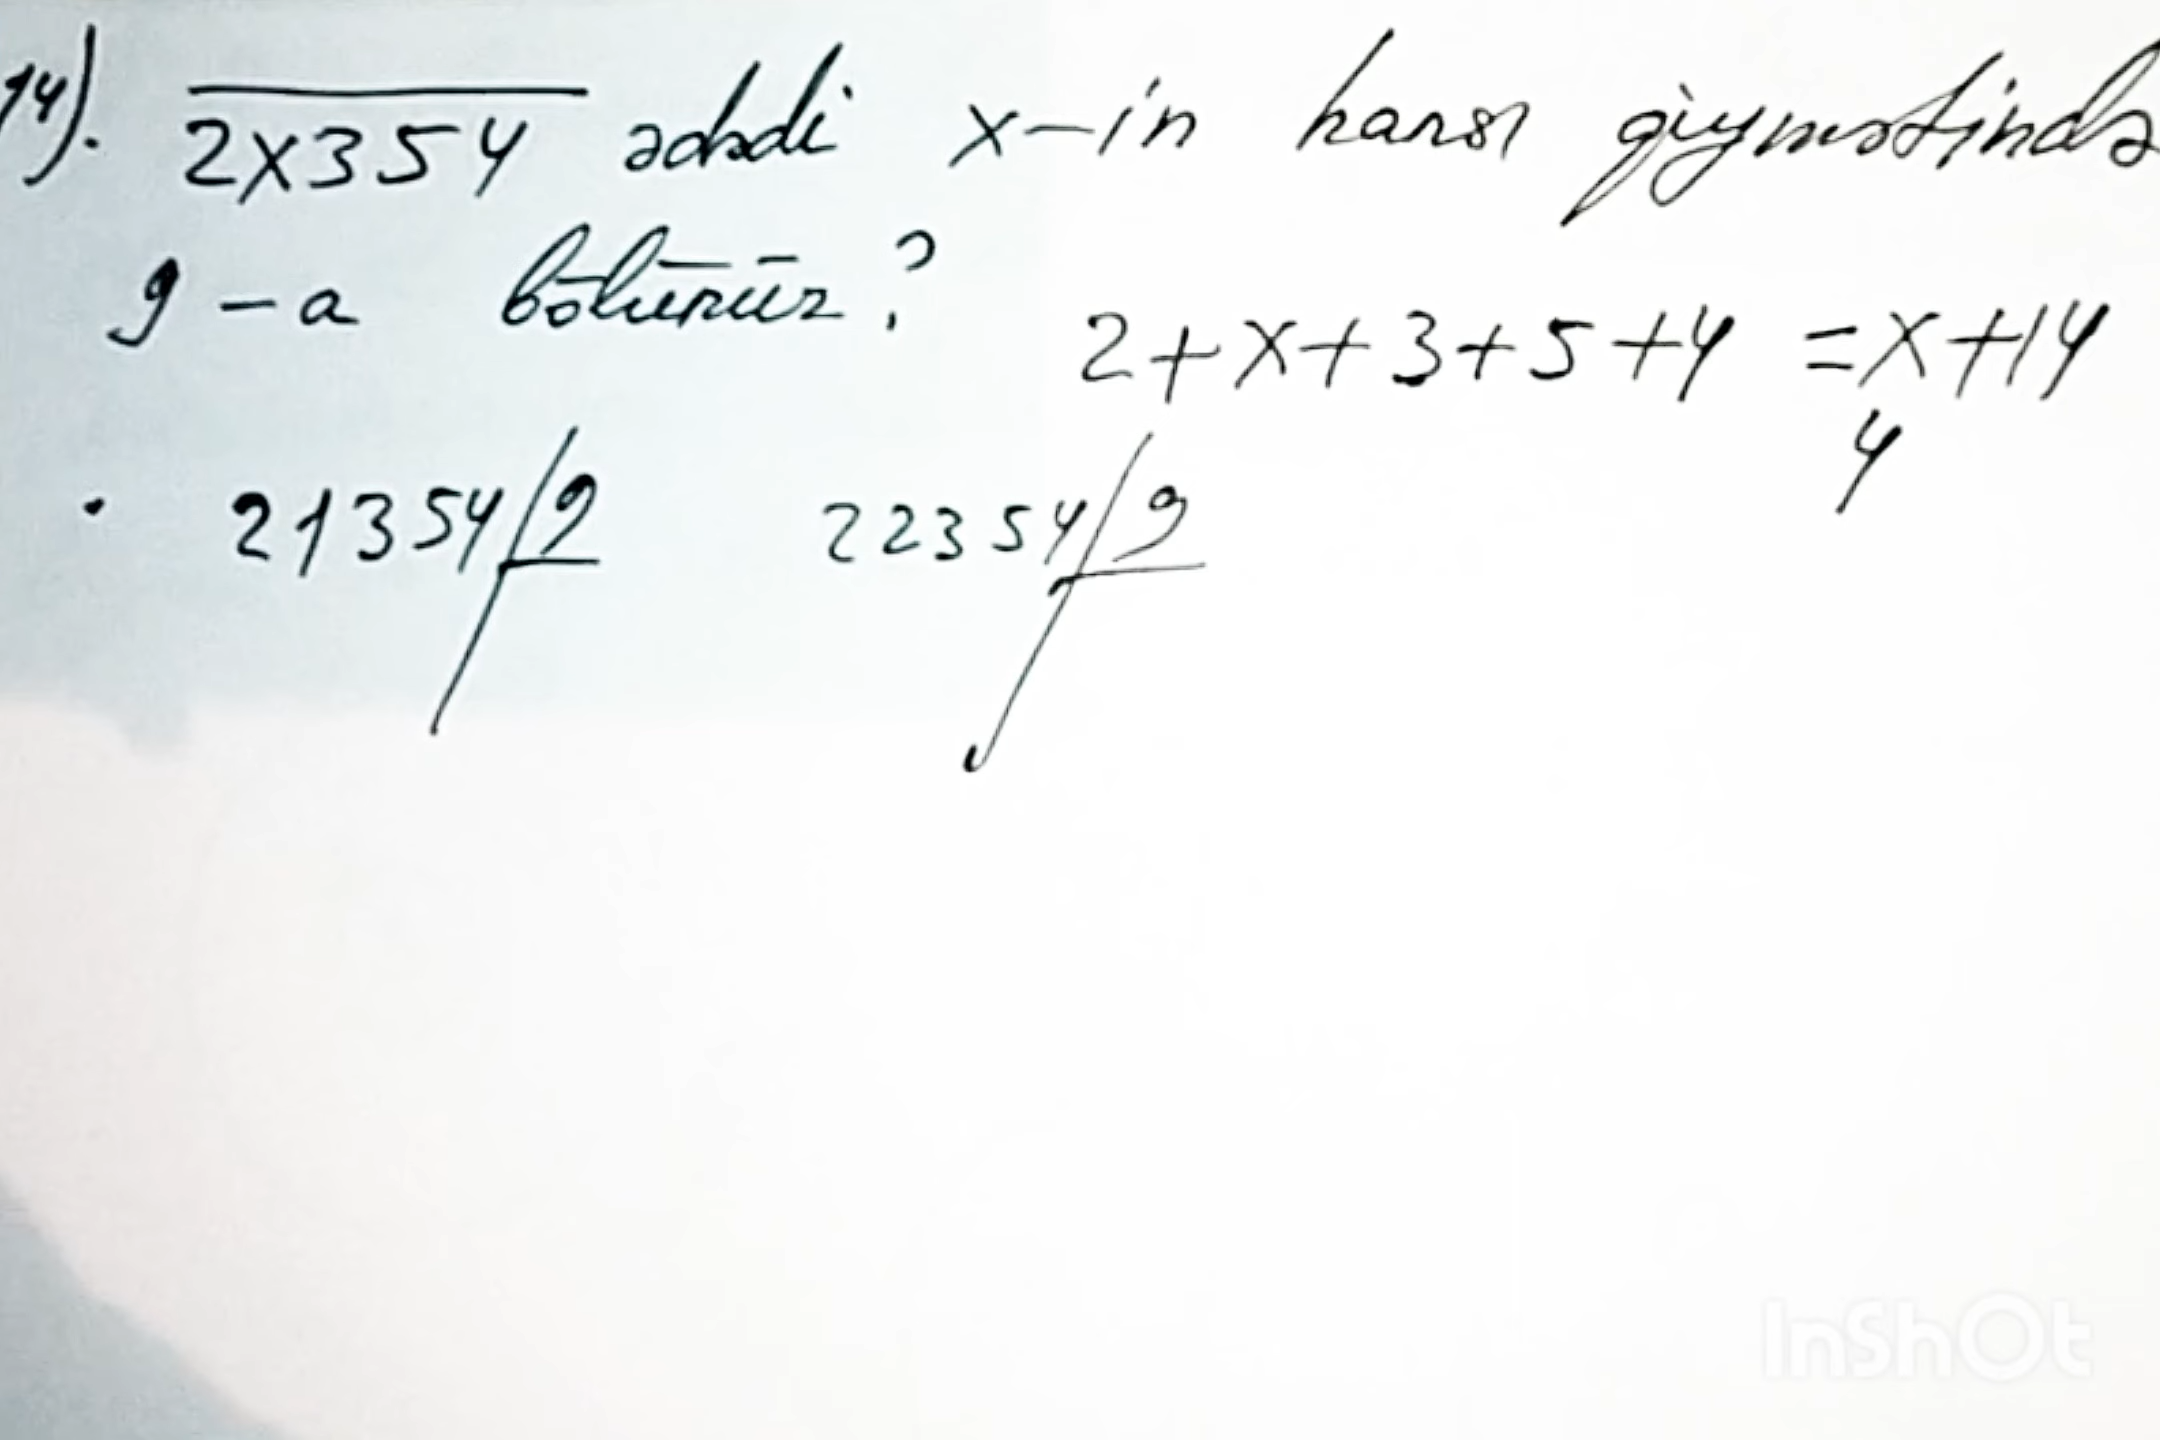 14). 2x354 ədədi x-in hansı qiymətində
9-a bölünür?
2+x+3+5+4 = x+14
4
21354 9 22354 9
InShOt